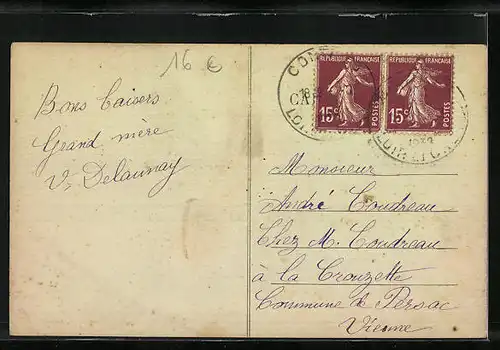 16 €
Bons Baisers
Grand mère
V, Delaunay
REPUBLIQUE FRANÇAISE
15c
POSTES
REPUBLIQUE FRANÇAISE
15c
POSTES
Monsieur
André Coudreau
Chez M. Coudreau
à la Crouzette
Commune de Persac
Vienne